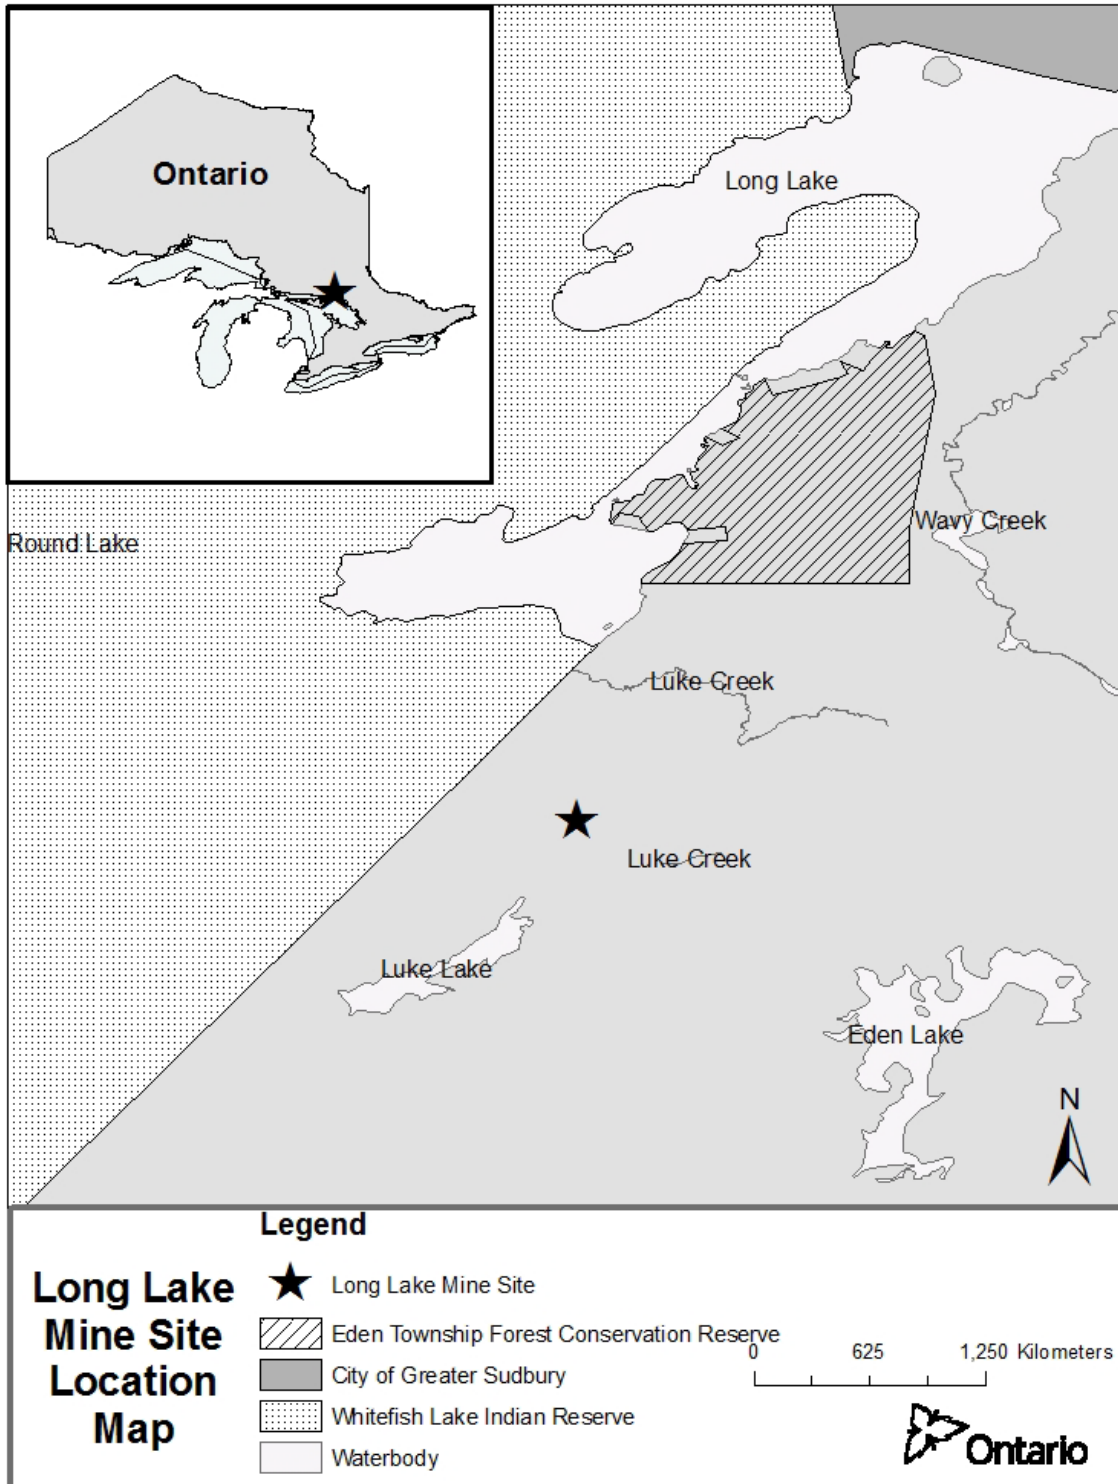 Ontario
Long Lake
Wavy Creek
Round Lake
Luke Creek
Luke Creek
Luke Lake
Eden Lake
N
Legend
Long Lake
Mine Site
Location
Map
Long Lake Mine Site
Eden Township Forest Conservation Reserve
City of Greater Sudbury
Whitefish Lake Indian Reserve
Waterbody
0 625 1,250 Kilometers
Ontario